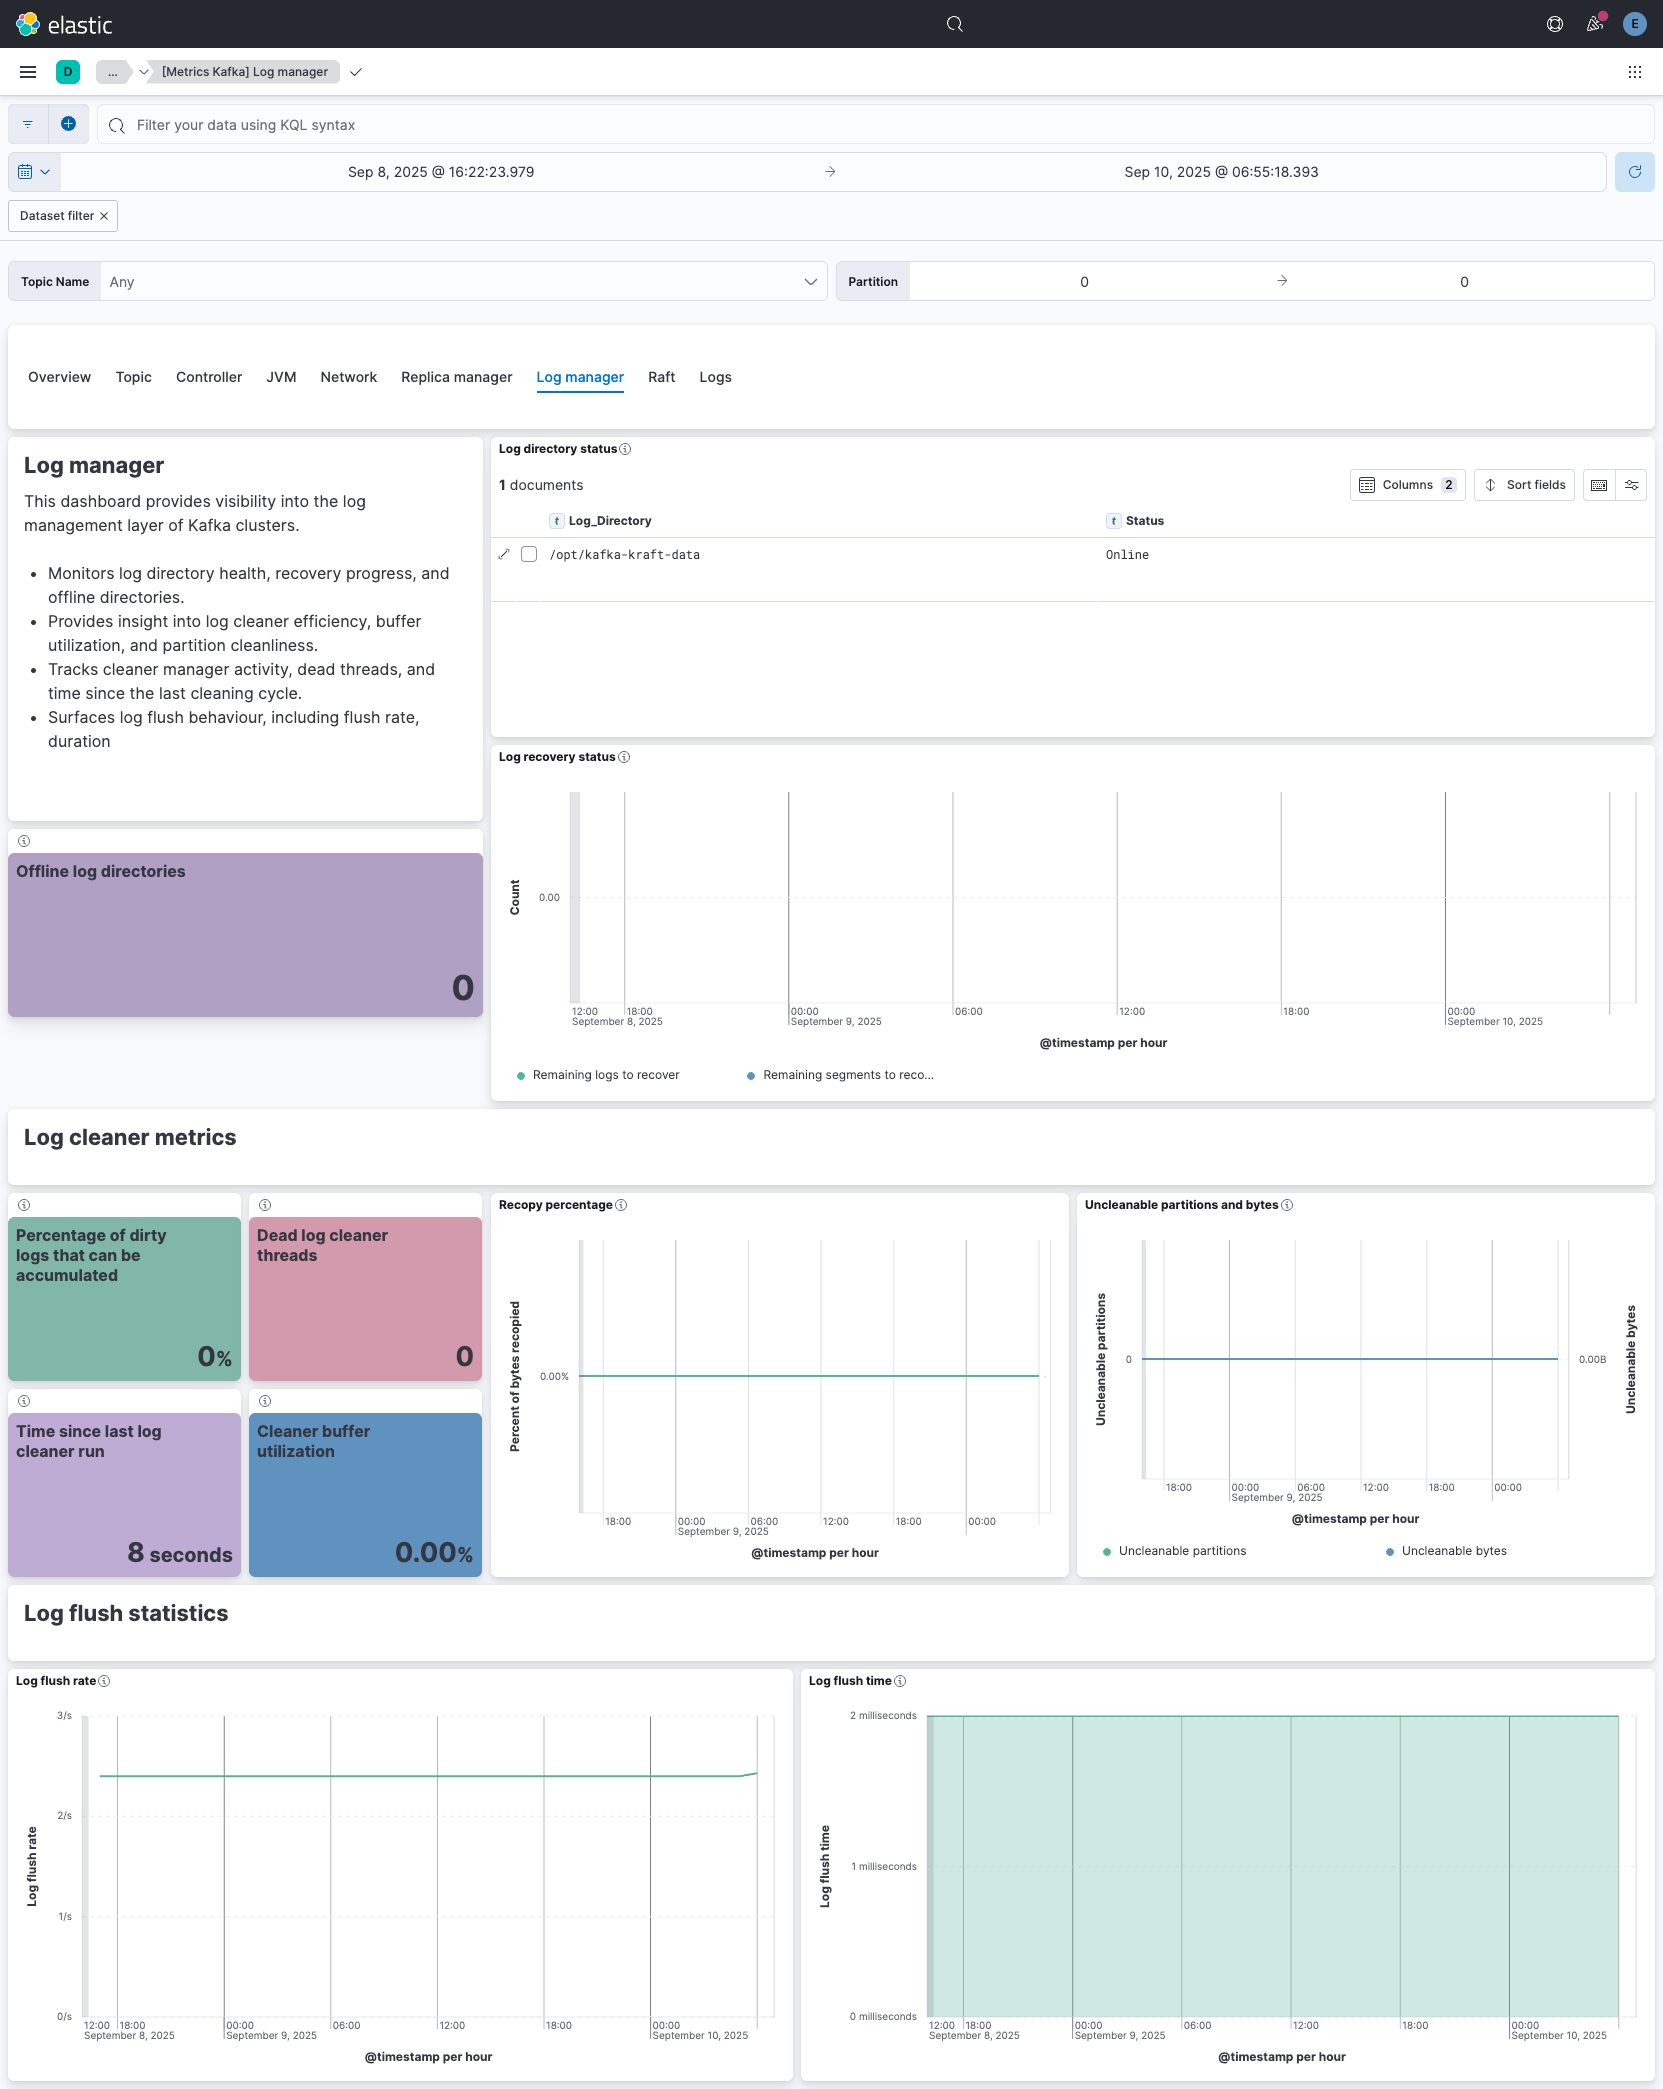 elastic
E
D
...
[Metrics Kafka] Log manager
Filter your data using KQL syntax
Sep 8, 2025 @ 16:22:23.979
→
Sep 10, 2025 @ 06:55:18.393
Dataset filter ×
Topic Name
Any
Partition
0
→
0
Overview
Topic
Controller
JVM
Network
Replica manager
Log manager
Raft
Logs
Log manager
This dashboard provides visibility into the log
management layer of Kafka clusters.
• Monitors log directory health, recovery progress, and
offline directories.
• Provides insight into log cleaner efficiency, buffer
utilization, and partition cleanliness.
• Tracks cleaner manager activity, dead threads, and
time since the last cleaning cycle.
• Surfaces log flush behaviour, including flush rate,
duration
Offline log directories
0
Log directory status
1 documents
Columns 2
Sort fields
t Log_Directory
t Status
/opt/kafka-kraft-data
Online
Log recovery status
Count
0.00
12:00
18:00
00:00
06:00
12:00
18:00
00:00
September 8, 2025
September 9, 2025
September 10, 2025
@timestamp per hour
Remaining logs to recover
Remaining segments to reco...
Log cleaner metrics
Percentage of dirty
logs that can be
accumulated
0%
Dead log cleaner
threads
0
Time since last log
cleaner run
8 seconds
Cleaner buffer
utilization
0.00%
Recopy percentage
Percent of bytes recopied
0.00%
18:00
00:00
06:00
12:00
18:00
00:00
September 9, 2025
@timestamp per hour
Uncleanable partitions and bytes
Uncleanable partitions
0
0.00B
Uncleanable bytes
18:00
00:00
06:00
12:00
18:00
00:00
September 9, 2025
@timestamp per hour
Uncleanable partitions
Uncleanable bytes
Log flush statistics
Log flush rate
Log flush rate
3/s
2/s
1/s
0/s
12:00
18:00
00:00
06:00
12:00
18:00
00:00
September 8, 2025
September 9, 2025
September 10, 2025
@timestamp per hour
Log flush time
Log flush time
2 milliseconds
1 milliseconds
0 milliseconds
12:00
18:00
00:00
06:00
12:00
18:00
00:00
September 8, 2025
September 9, 2025
September 10, 2025
@timestamp per hour